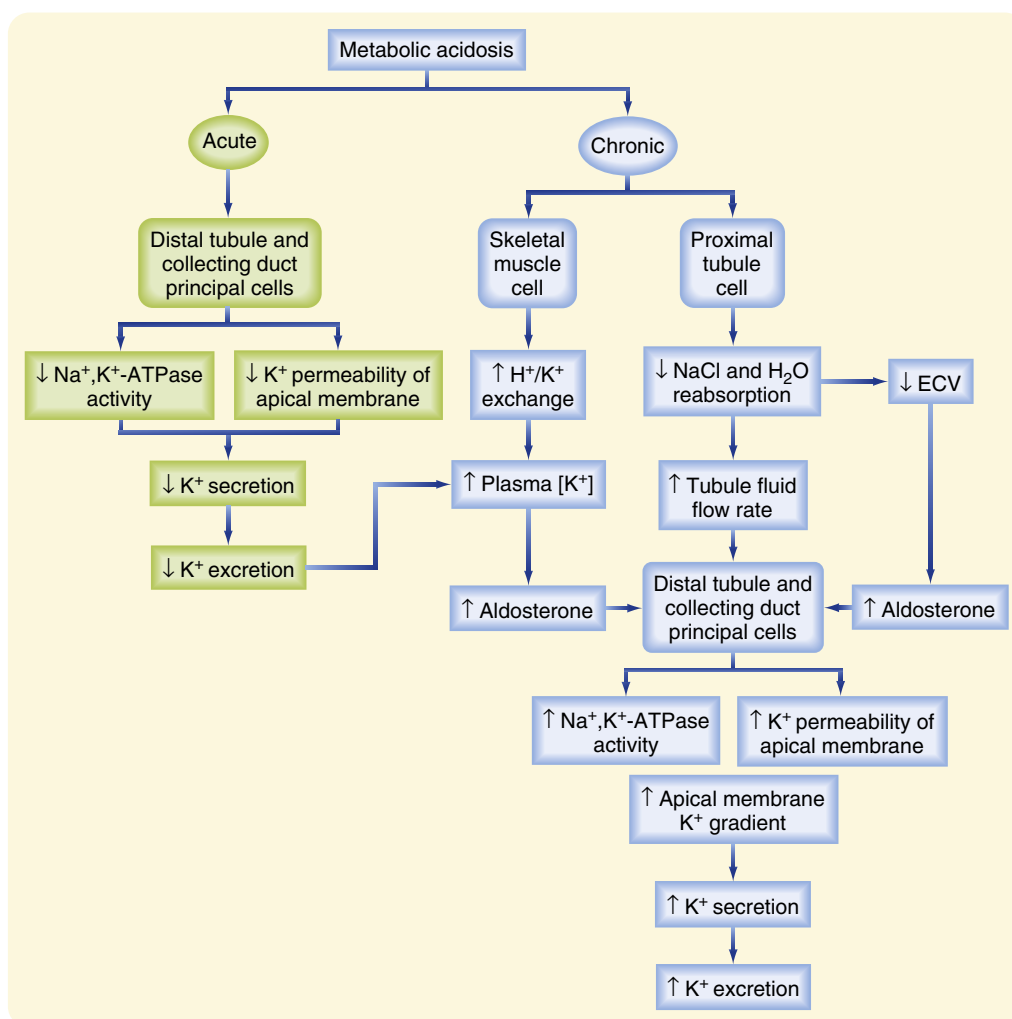 Metabolic acidosis
Acute
Chronic
Distal tubule and
collecting duct
principal cells
Skeletal
muscle
cell
Proximal
tubule
cell
↓ Na⁺,K⁺-ATPase
activity
↓ K⁺ permeability of
apical membrane
↑ H⁺/K⁺
exchange
↓ NaCl and H₂O
reabsorption
↓ ECV
↓ K⁺ secretion
↑ Plasma [K⁺]
↑ Tubule fluid
flow rate
↓ K⁺ excretion
↑ Aldosterone
Distal tubule and
collecting duct
principal cells
↑ Aldosterone
↑ Na⁺,K⁺-ATPase
activity
↑ K⁺ permeability of
apical membrane
↑ Apical membrane
K⁺ gradient
↑ K⁺ secretion
↑ K⁺ excretion